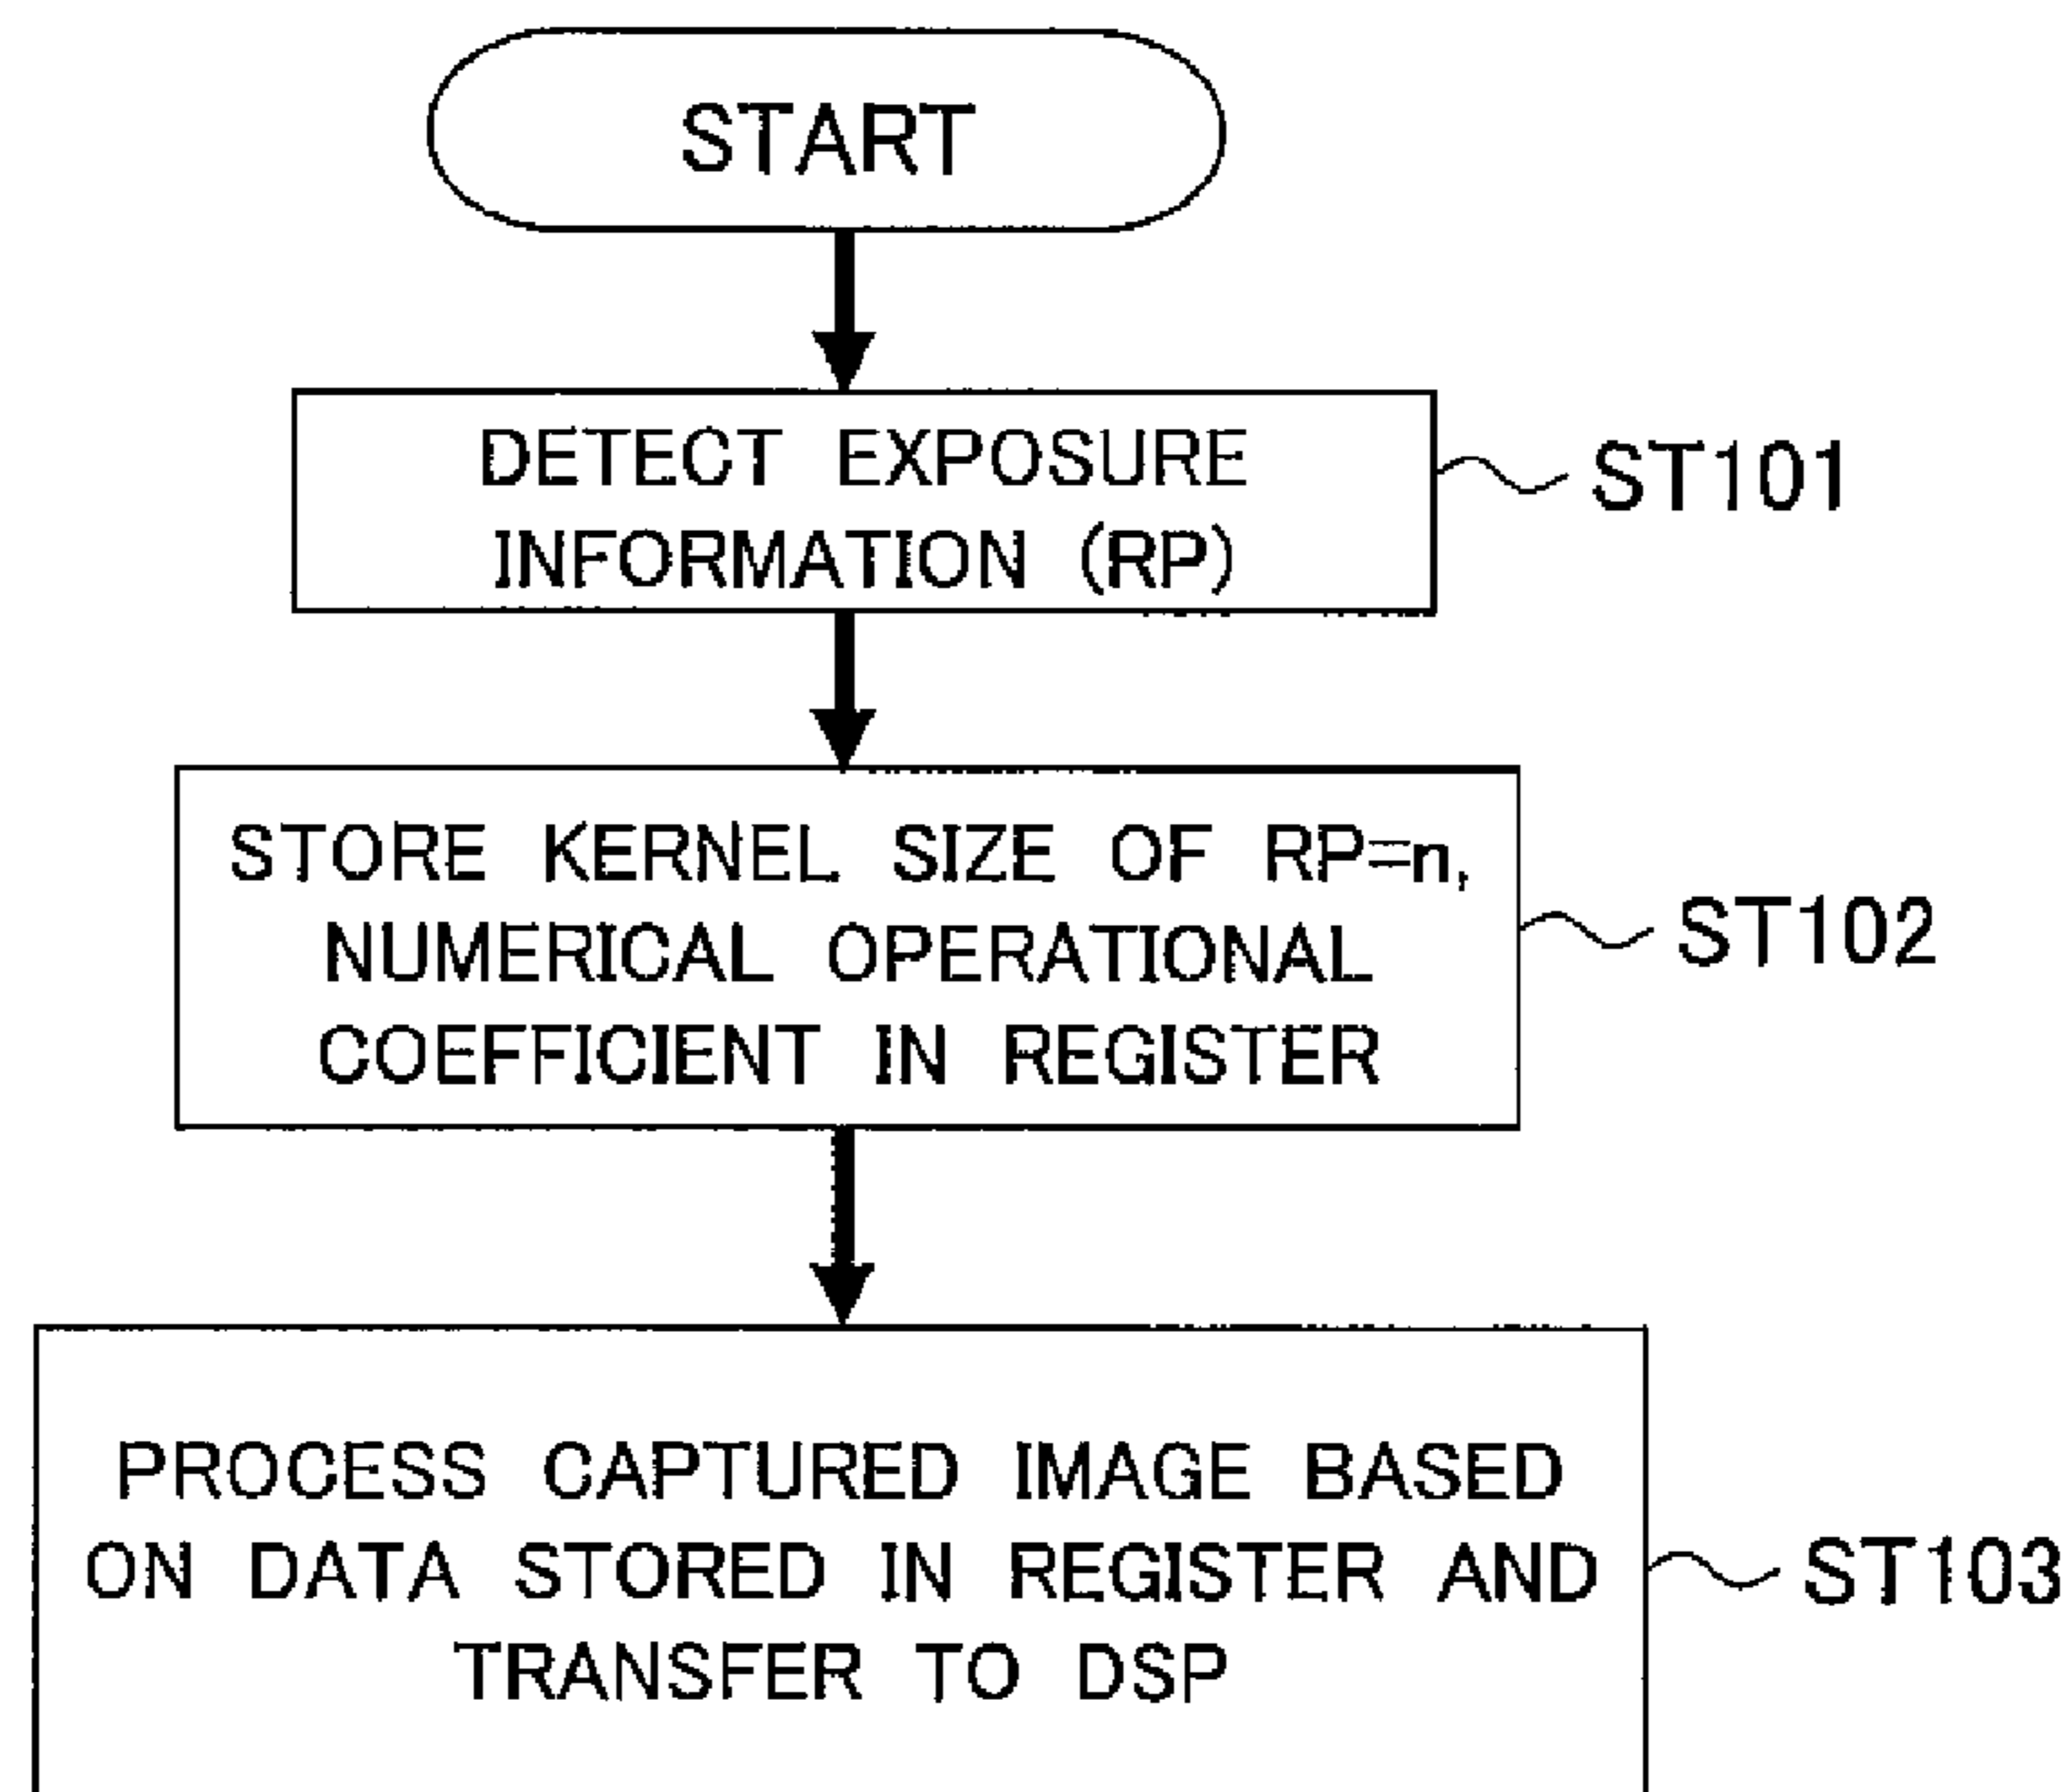 START
DETECT EXPOSURE
INFORMATION (RP)
ST101
STORE KERNEL SIZE OF RP=n,
NUMERICAL OPERATIONAL
COEFFICIENT IN REGISTER
ST102
PROCESS CAPTURED IMAGE BASED
ON DATA STORED IN REGISTER AND
TRANSFER TO DSP
ST103